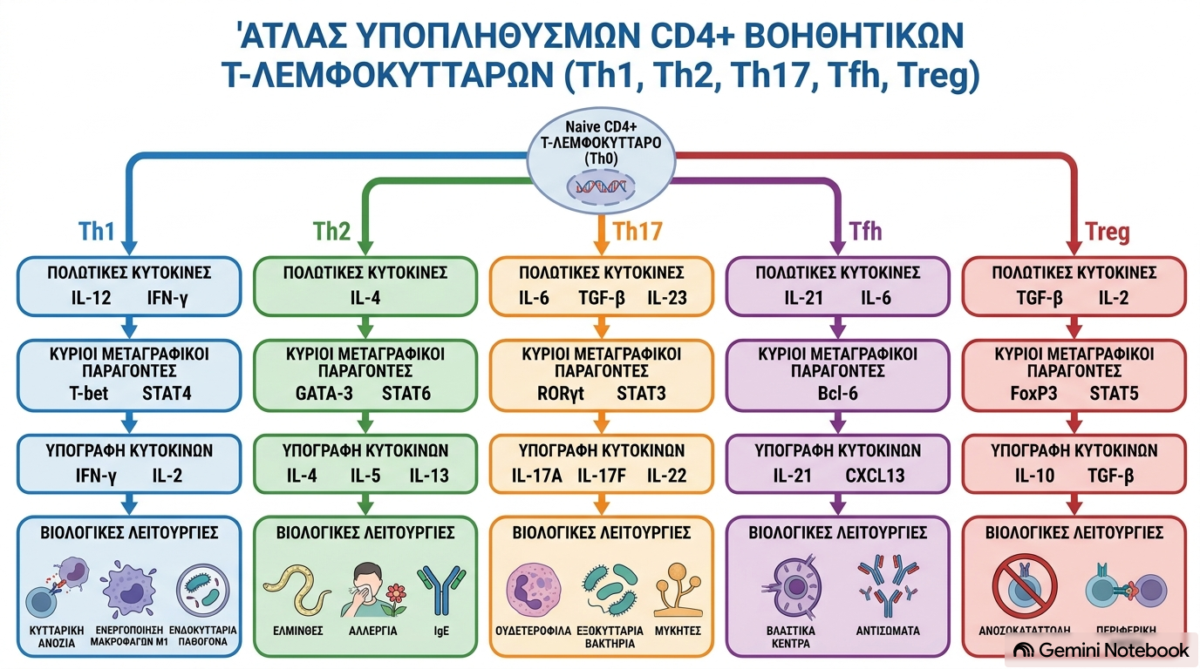 'ΑΤΛΑΣ ΥΠΟΠΛΗΘΥΣΜΩΝ CD4+ ΒΟΗΘΗΤΙΚΩΝ
Τ-ΛΕΜΦΟΚΥΤΤΑΡΩΝ (Th1, Th2, Th17, Tfh, Treg)
Naive CD4+
Τ-ΛΕΜΦΟΚΥΤΤΑΡΟ
(Th0)
Th1
ΠΟΛΩΤΙΚΕΣ ΚΥΤΟΚΙΝΕΣ
IL-12 IFN-γ
ΚΥΡΙΟΙ ΜΕΤΑΓΡΑΦΙΚΟΙ
ΠΑΡΑΓΟΝΤΕΣ
T-bet STAT4
ΥΠΟΓΡΑΦΗ ΚΥΤΟΚΙΝΩΝ
IFN-γ IL-2
ΒΙΟΛΟΓΙΚΕΣ ΛΕΙΤΟΥΡΓΙΕΣ
ΚΥΤΤΑΡΙΚΗ
ΑΝΟΖΙΑ
ΕΝΕΡΓΟΠΟΙΗΣΗ
ΜΑΚΡΟΦΑΓΩΝ M1
ΕΝΔΟΚΥΤΤΑΡΙΑ
ΠΑΒΟΓΟΝΑ
Th2
ΠΟΛΩΤΙΚΕΣ ΚΥΤΟΚΙΝΕΣ
IL-4
ΚΥΡΙΟΙ ΜΕΤΑΓΡΑΦΙΚΟΙ
ΠΑΡΑΓΟΝΤΕΣ
GATA-3 STAT6
ΥΠΟΓΡΑΦΗ ΚΥΤΟΚΙΝΩΝ
IL-4 IL-5 IL-13
ΒΙΟΛΟΓΙΚΕΣ ΛΕΙΤΟΥΡΓΙΕΣ
ΕΛΜΙΝΘΕΣ
ΑΛΛΕΡΓΙΑ
IgE
Th17
ΠΟΛΩΤΙΚΕΣ ΚΥΤΟΚΙΝΕΣ
IL-6 TGF-β IL-23
ΚΥΡΙΟΙ ΜΕΤΑΓΡΑΦΙΚΟΙ
ΠΑΡΑΓΟΝΤΕΣ
RORγt STAT3
ΥΠΟΓΡΑΦΗ ΚΥΤΟΚΙΝΩΝ
IL-17A IL-17F IL-22
ΒΙΟΛΟΓΙΚΕΣ ΛΕΙΤΟΥΡΓΙΕΣ
ΟΥΔΕΤΕΡΟΦΙΛΑ
ΕΞΟΚΥΤΤΑΡΙΑ
ΒΑΚΤΗΡΙΑ
ΜΥΚΗΤΕΣ
Tfh
ΠΟΛΩΤΙΚΕΣ ΚΥΤΟΚΙΝΕΣ
IL-21 IL-6
ΚΥΡΙΟΙ ΜΕΤΑΓΡΑΦΙΚΟΙ
ΠΑΡΑΓΟΝΤΕΣ
Bcl-6
ΥΠΟΓΡΑΦΗ ΚΥΤΟΚΙΝΩΝ
IL-21 CXCL13
ΒΙΟΛΟΓΙΚΕΣ ΛΕΙΤΟΥΡΓΙΕΣ
ΒΛΑΣΤΙΚΑ
ΚΕΝΤΡΑ
ΑΝΤΙΣΩΜΑΤΑ
Treg
ΠΟΛΩΤΙΚΕΣ ΚΥΤΟΚΙΝΕΣ
TGF-β IL-2
ΚΥΡΙΟΙ ΜΕΤΑΓΡΑΦΙΚΟΙ
ΠΑΡΑΓΟΝΤΕΣ
FoxP3 STAT5
ΥΠΟΓΡΑΦΗ ΚΥΤΟΚΙΝΩΝ
IL-10 TGF-β
ΒΙΟΛΟΓΙΚΕΣ ΛΕΙΤΟΥΡΓΙΕΣ
ΠΕΡΙΦΕΡΙΚΗ
Gemini Notebook